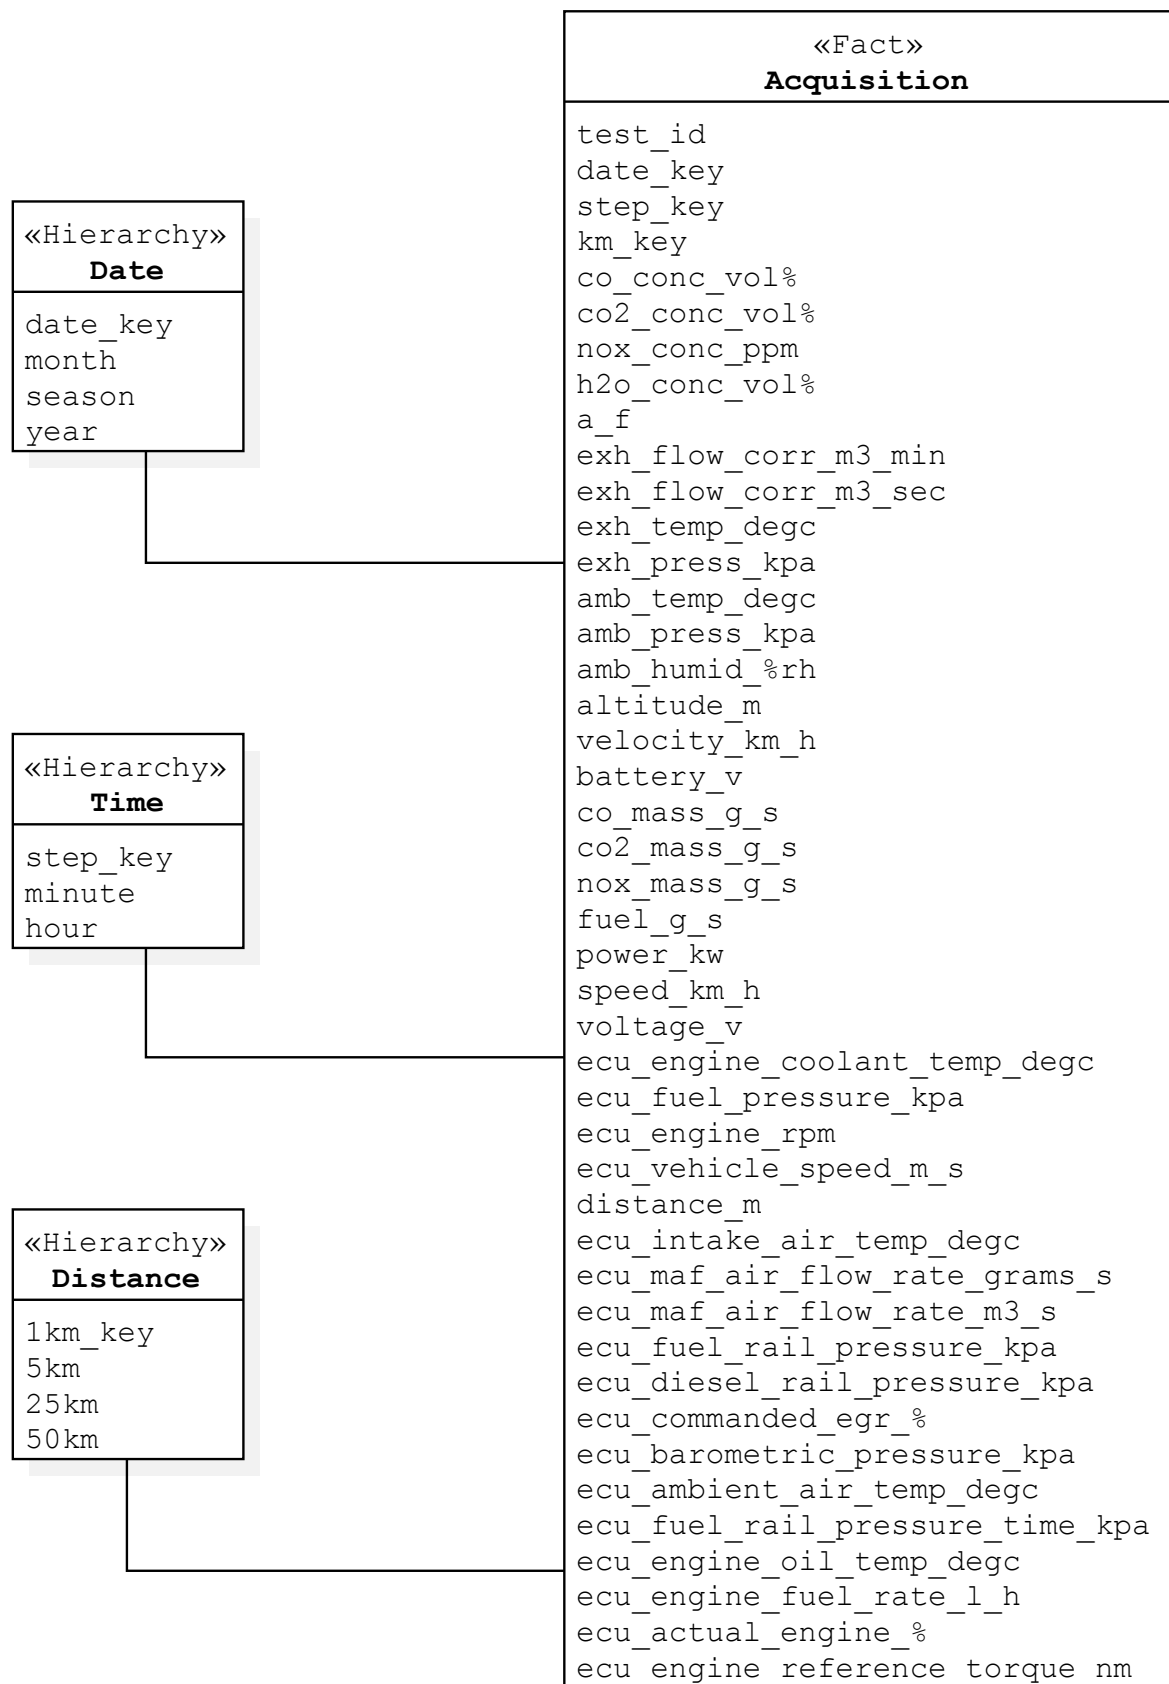 «Hierarchy»
Date
date_key
month
season
year
«Hierarchy»
Time
step_key
minute
hour
«Hierarchy»
Distance
1km_key
5km
25km
50km
«Fact»
Acquisition
test_id
date_key
step_key
km_key
co_conc_vol%
co2_conc_vol%
nox_conc_ppm
h2o_conc_vol%
a_f
exh_flow_corr_m3_min
exh_flow_corr_m3_sec
exh_temp_degc
exh_press_kpa
amb_temp_degc
amb_press_kpa
amb_humid_%rh
altitude_m
velocity_km_h
battery_v
co_mass_g_s
co2_mass_g_s
nox_mass_g_s
fuel_g_s
power_kw
speed_km_h
voltage_v
ecu_engine_coolant_temp_degc
ecu_fuel_pressure_kpa
ecu_engine_rpm
ecu_vehicle_speed_m_s
distance_m
ecu_intake_air_temp_degc
ecu_maf_air_flow_rate_grams_s
ecu_maf_air_flow_rate_m3_s
ecu_fuel_rail_pressure_kpa
ecu_diesel_rail_pressure_kpa
ecu_commanded_egr_%
ecu_barometric_pressure_kpa
ecu_ambient_air_temp_degc
ecu_fuel_rail_pressure_time_kpa
ecu_engine_oil_temp_degc
ecu_engine_fuel_rate_l_h
ecu_actual_engine_%
ecu_engine_reference_torque_nm